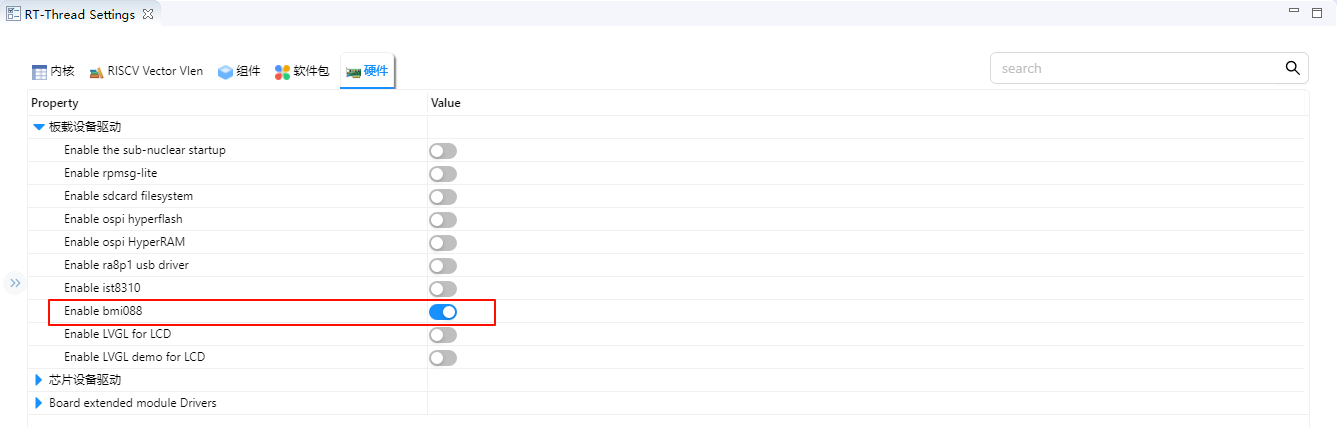 RT-Thread Settings
内核 RISCV Vector Vlen 组件 软件包 硬件
search
Property Value
板载设备驱动
Enable the sub-nuclear startup
Enable rpmsg-lite
Enable sdcard filesystem
Enable ospi hyperflash
Enable ospi HyperRAM
Enable ra8p1 usb driver
Enable ist8310
Enable bmi088
Enable LVGL for LCD
Enable LVGL demo for LCD
芯片设备驱动
Board extended module Drivers